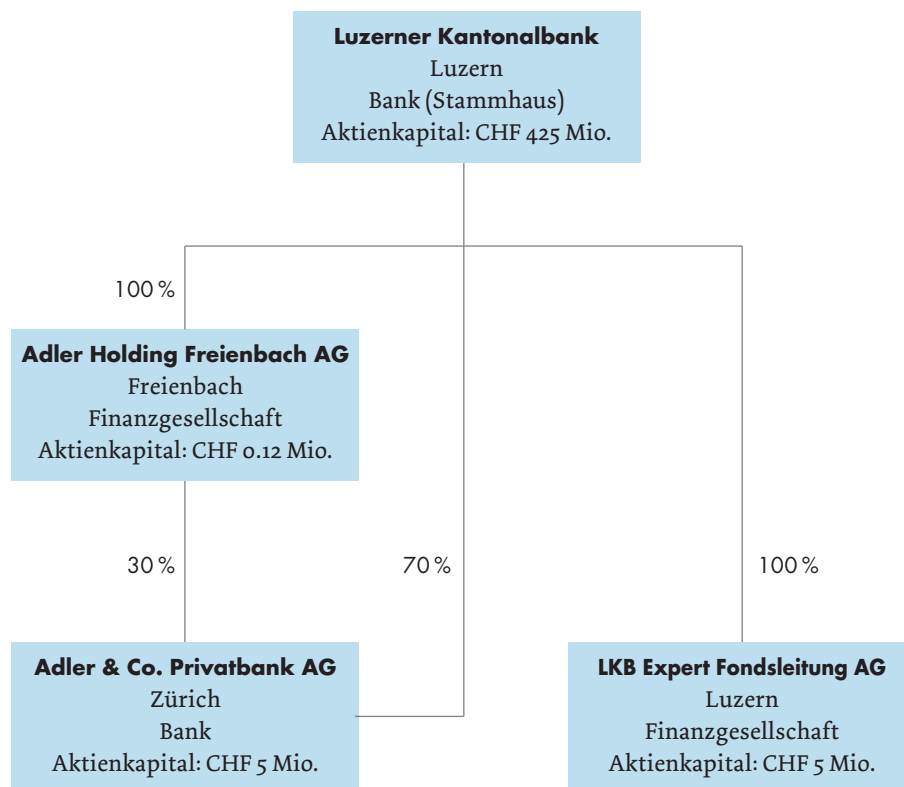 Luzerner Kantonalbank
Luzern
Bank (Stammhaus)
Aktienkapital: CHF 425 Mio.
100 %
Adler Holding Freienbach AG
Freienbach
Finanzgesellschaft
Aktienkapital: CHF 0.12 Mio.
30 %
70 %
100 %
Adler & Co. Privatbank AG
Zürich
Bank
Aktienkapital: CHF 5 Mio.
LKB Expert Fondsleitung AG
Luzern
Finanzgesellschaft
Aktienkapital: CHF 5 Mio.